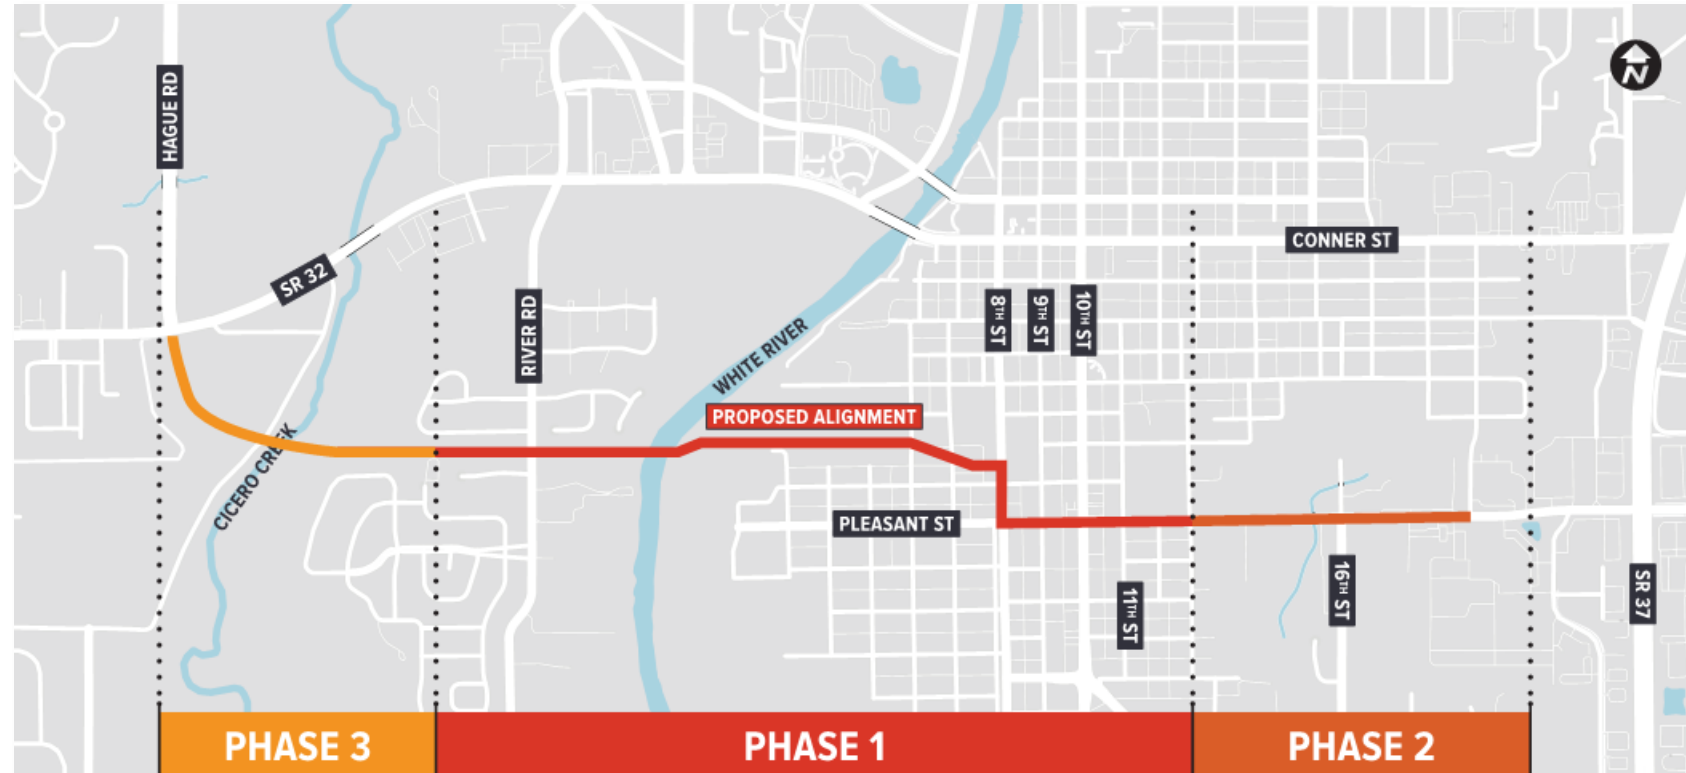 N
HAGUE RD
SR 32
CONNER ST
RIVER RD
8TH ST
9TH ST
10TH ST
WHITE RIVER
PROPOSED ALIGNMENT
CICERO CREEK
PLEASANT ST
11TH ST
16TH ST
SR 37
PHASE 3
PHASE 1
PHASE 2